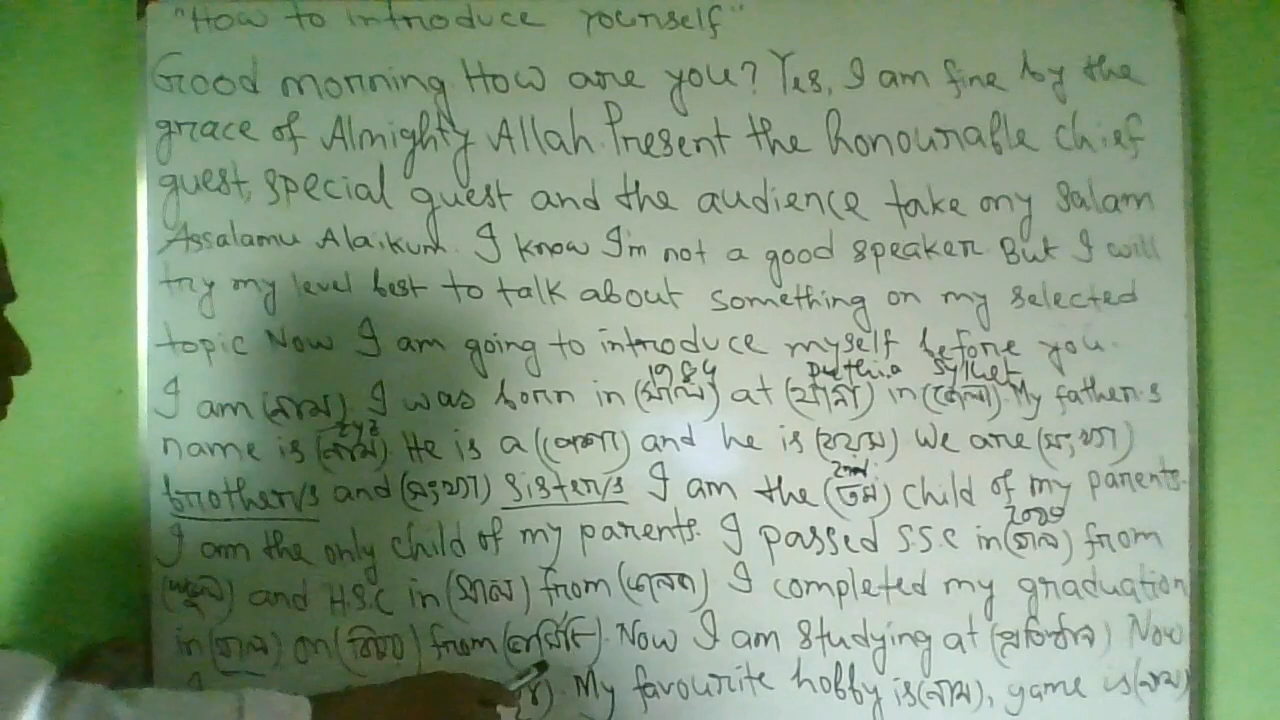 "How to introduce yourself"
Good morning. How are you? Yes, I am fine by the
grace of Almighty Allah. Present the honourable chief
guest, special guest and the audience take my salam
Assalamu Alaikum. I know I'm not a good speaker. But I will
try my level best to talk about something on my selected
topic Now I am going to introduce myself before you.
Puthia Sylhet
I am (নাম). I was born in (সাল) at (থানা) in (জেলা). My father's
name is (নাম). He is a (পেশা) and he is (বয়স) We are (সংখ্যা)
2nd
brother/s and (সংখ্যা) sister/s I am the (তম) child of my parents.
I am the only child of my parents. I passed S.S.C in (সাল) from
and H.S.C in (সাল) from (কলেজ) I completed my graduation
in (সাল) on (বিষয়) from Now I am studying at (প্রতিষ্ঠান) Now
My favourite hobby is (নাম), game is (নাম)